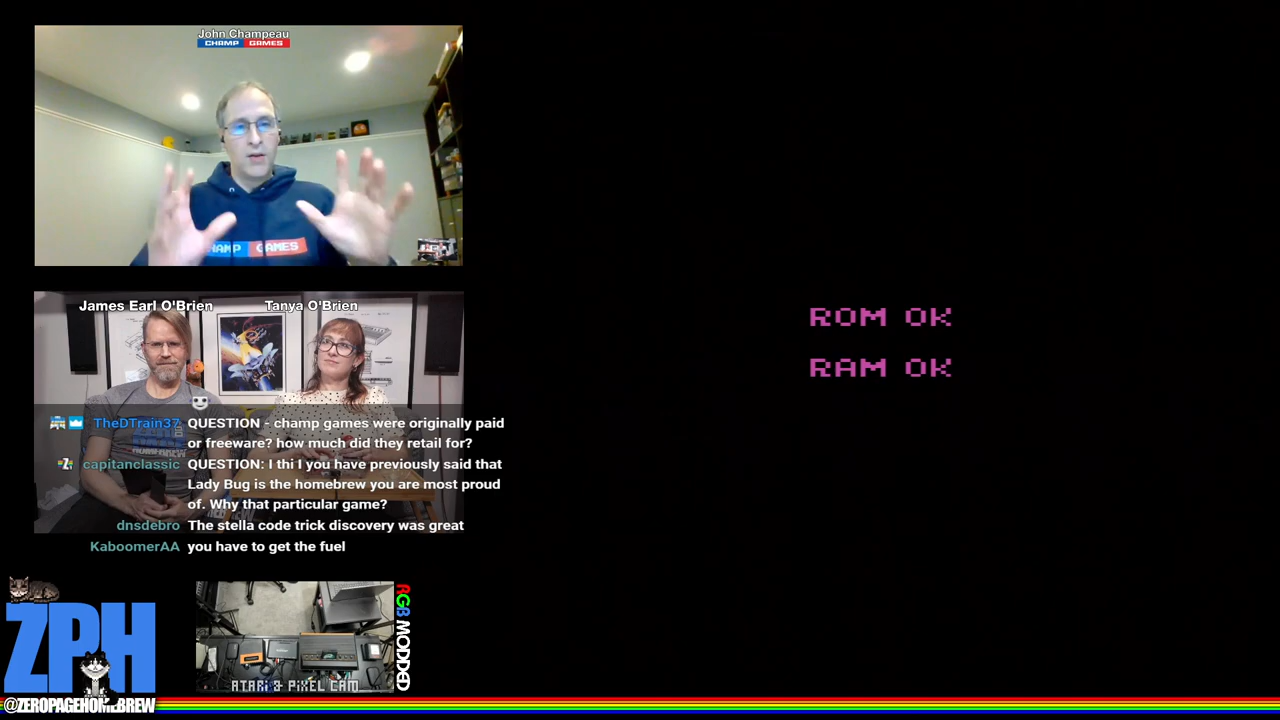 John Champeau
CHAMP GAMES
AMP GAMES
James Earl O'Brien
Tanya O'Brien
TheDTrain37 QUESTION - champ games were originally paid
or freeware? how much did they retail for?
capitanclassic QUESTION: I thi I you have previously said that
Lady Bug is the homebrew you are most proud
of. Why that particular game?
dnsdebro The stella code trick discovery was great
KaboomerAA you have to get the fuel
ROM OK
RAM OK
ZPH
@ZEROPAGEHOMEBREW
RGB MODDED
ATARI & PIXEL CAM